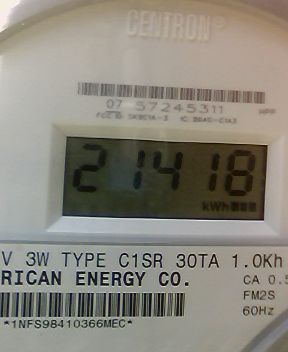 CENTRON®
07 57245311
21418
kWh
V 3W TYPE C1SR 30TA 1.0Kh
RICAN ENERGY CO.
CA 0.5
FM2S
60Hz
*1NFS98410366MEC*